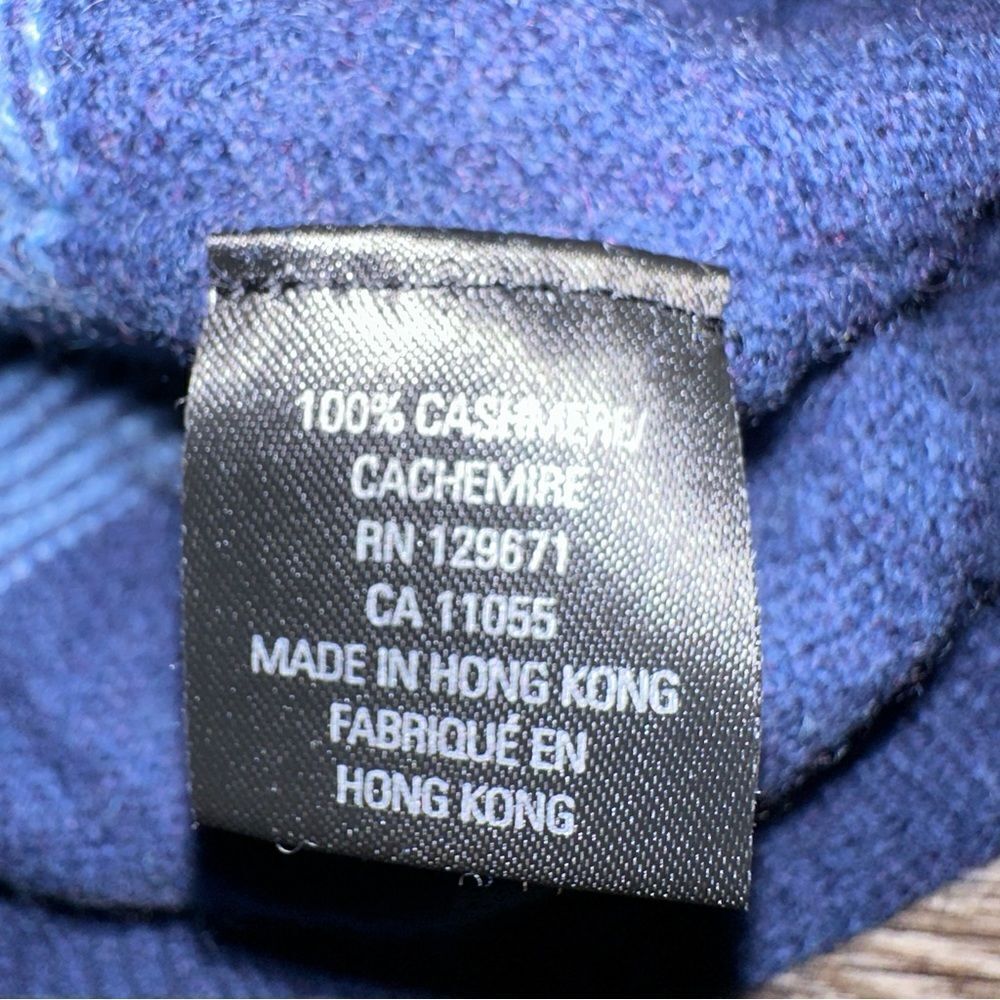 100% CASHMERE/
CACHEMIRE
RN 129671
CA 11055
MADE IN HONG KONG
FABRIQUÉ EN
HONG KONG